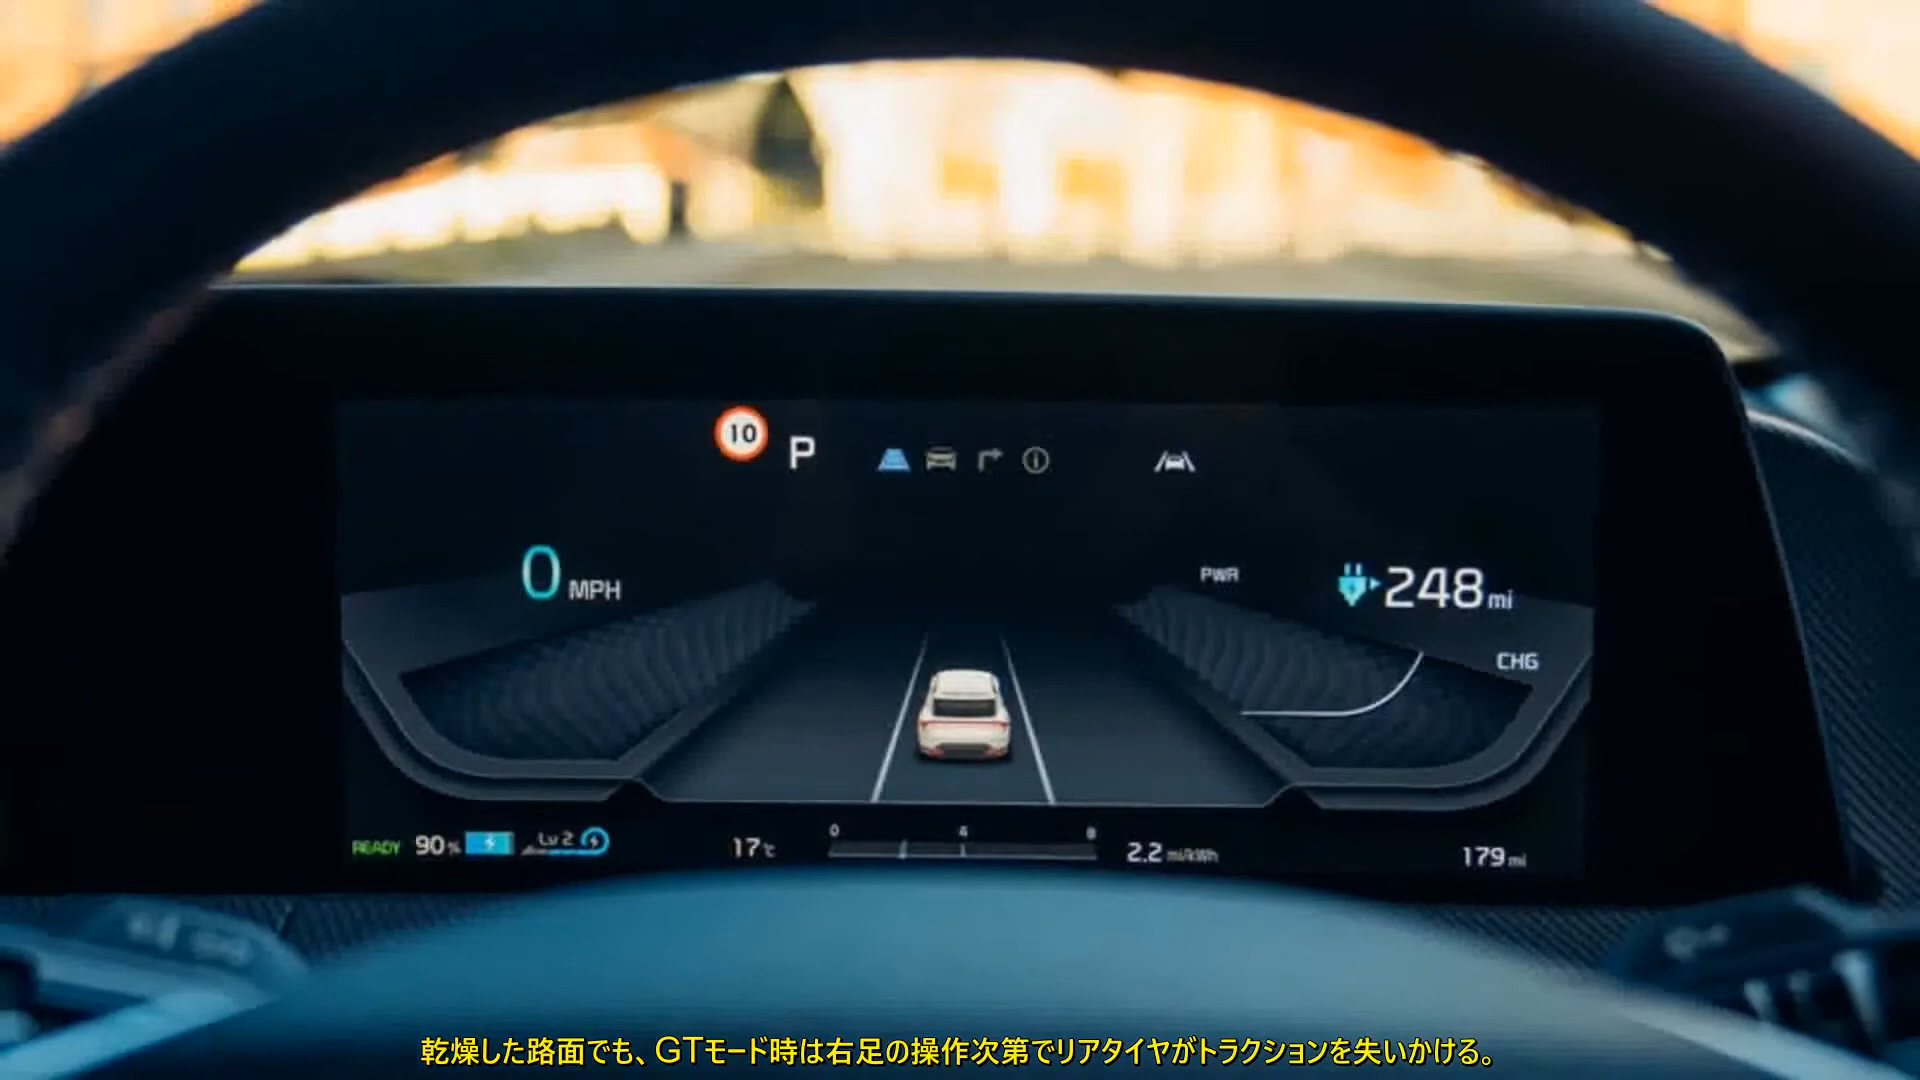 10
P
0 MPH
PWR
248 mi
CHG
READY 90% Lv 2
17℃
0 4 8
2.2 mi/kWh
179 mi
乾燥した路面でも、GTモード時は右足の操作次第でリアタイヤがトラクションを失いかける。